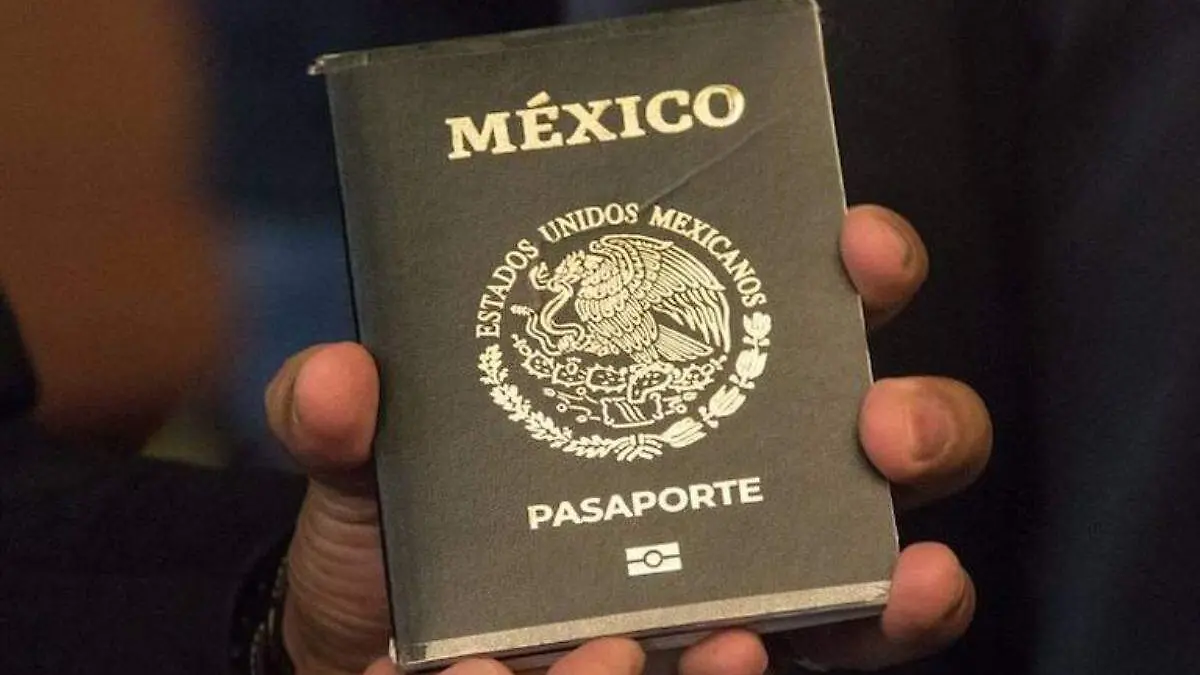 MÉXICO
ESTADOS UNIDOS MEXICANOS
PASAPORTE